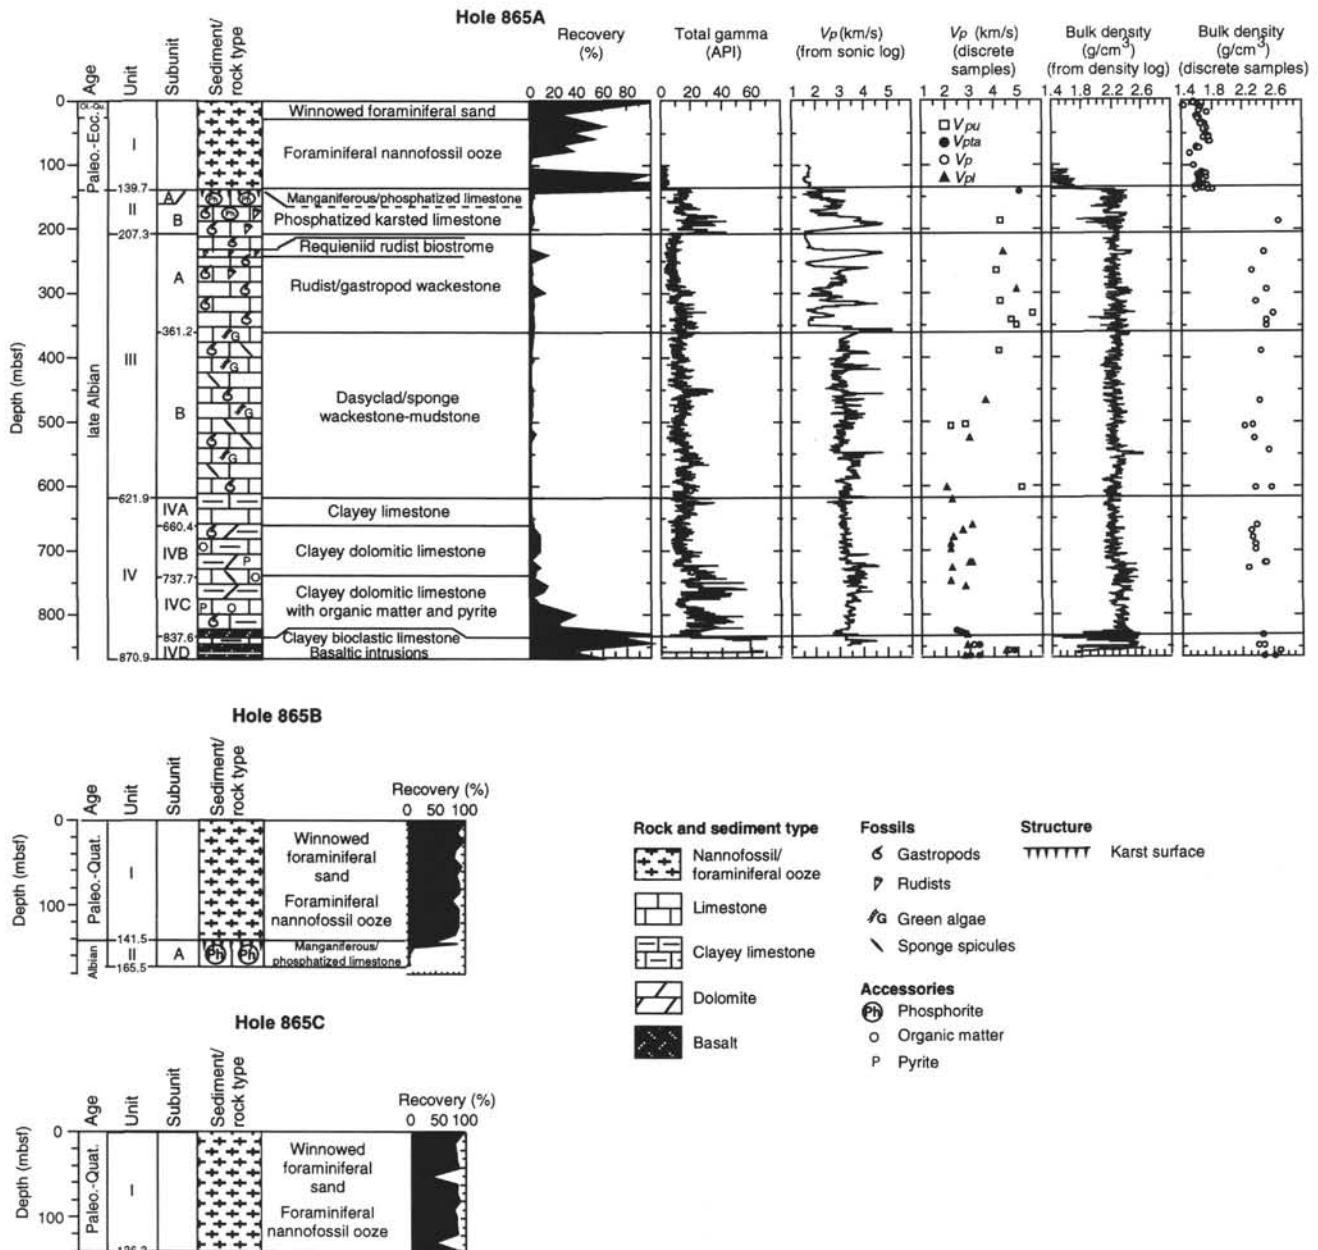 Hole 865A
Age
Unit
Subunit
Sediment/
rock type
Recovery
(%)
Total gamma
(API)
Vp (km/s)
(from sonic log)
Vp (km/s)
(discrete
samples)
Bulk density
(g/cm3)
(from density log)
Bulk density
(g/cm3)
(discrete samples)
0 20 40 60 80
0 20 40 60
1 2 3 4 5
1 2 3 4 5
1.4 1.8 2.2 2.6
1.4 1.8 2.2 2.6
Depth (mbsf)
0
100
200
300
400
500
600
700
800
Ol.-Qu.
Paleo.-Eoc.
late Albian
I
139.7
II
207.3
III
621.9
IV
870.9
A
B
A
361.2
B
IVA
660.4
IVB
737.7
IVC
837.6
IVD
Winnowed foraminiferal sand
Foraminiferal nannofossil ooze
Manganiferous/phosphatized limestone
Phosphatized karsted limestone
Requieniid rudist biostrome
Rudist/gastropod wackestone
Dasyclad/sponge
wackestone-mudstone
Clayey limestone
Clayey dolomitic limestone
Clayey dolomitic limestone
with organic matter and pyrite
Clayey bioclastic limestone
Basaltic intrusions
Vpu
Vpta
Vp
Vpl
Hole 865B
Age
Unit
Subunit
Sediment/
rock type
Recovery (%)
0 50 100
Depth (mbsf)
0
100
Paleo.-Quat.
Albian
I
141.5
II
165.5
A
Ph Ph
Winnowed
foraminiferal
sand
Foraminiferal
nannofossil ooze
Manganiferous/
phosphatized limestone
Hole 865C
Age
Unit
Subunit
Sediment/
rock type
Recovery (%)
0 50 100
Depth (mbsf)
0
100
Paleo.-Quat.
I
Winnowed
foraminiferal
sand
Foraminiferal
nannofossil ooze
Rock and sediment type
Nannofossil/
foraminiferal ooze
Limestone
Clayey limestone
Dolomite
Basalt
Fossils
Gastropods
Rudists
G Green algae
Sponge spicules
Accessories
Ph Phosphorite
Organic matter
P Pyrite
Structure
Karst surface